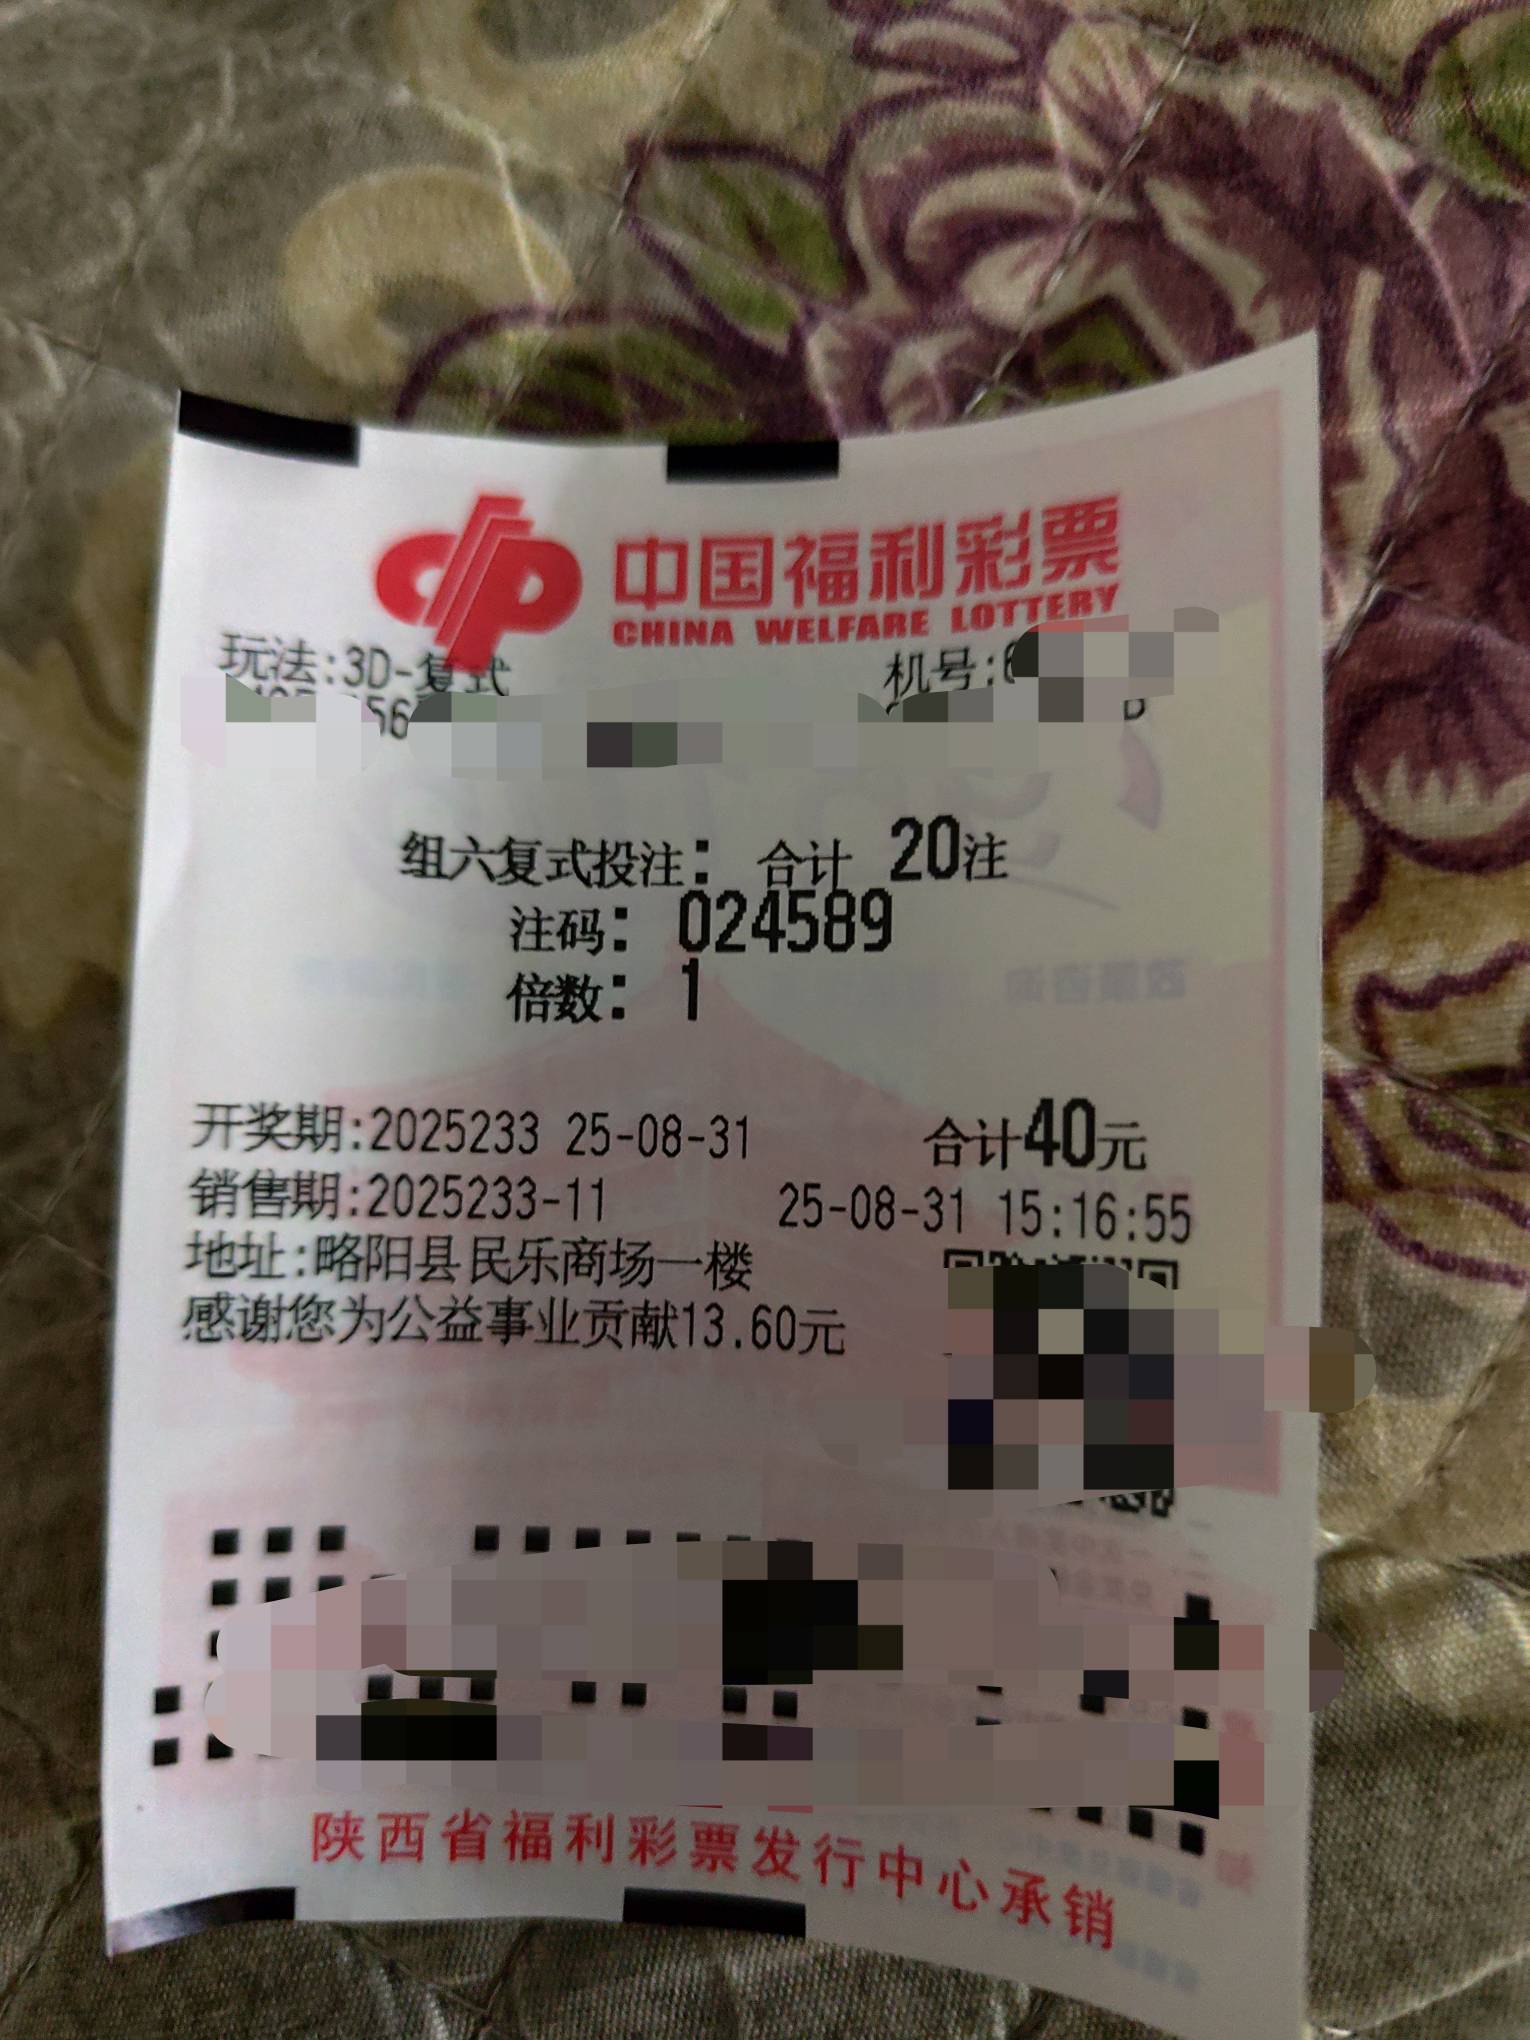 中国福利彩票
CHINA WELFARE LOTTERY
玩法:3D-复式 机号:6
组六复式投注: 合计 20注
注码: 024589
倍数: 1
开奖期:2025233 25-08-31 合计40元
销售期:2025233-11 25-08-31 15:16:55
地址:略阳县民乐商场一楼
感谢您为公益事业贡献13.60元
陕西省福利彩票发行中心承销